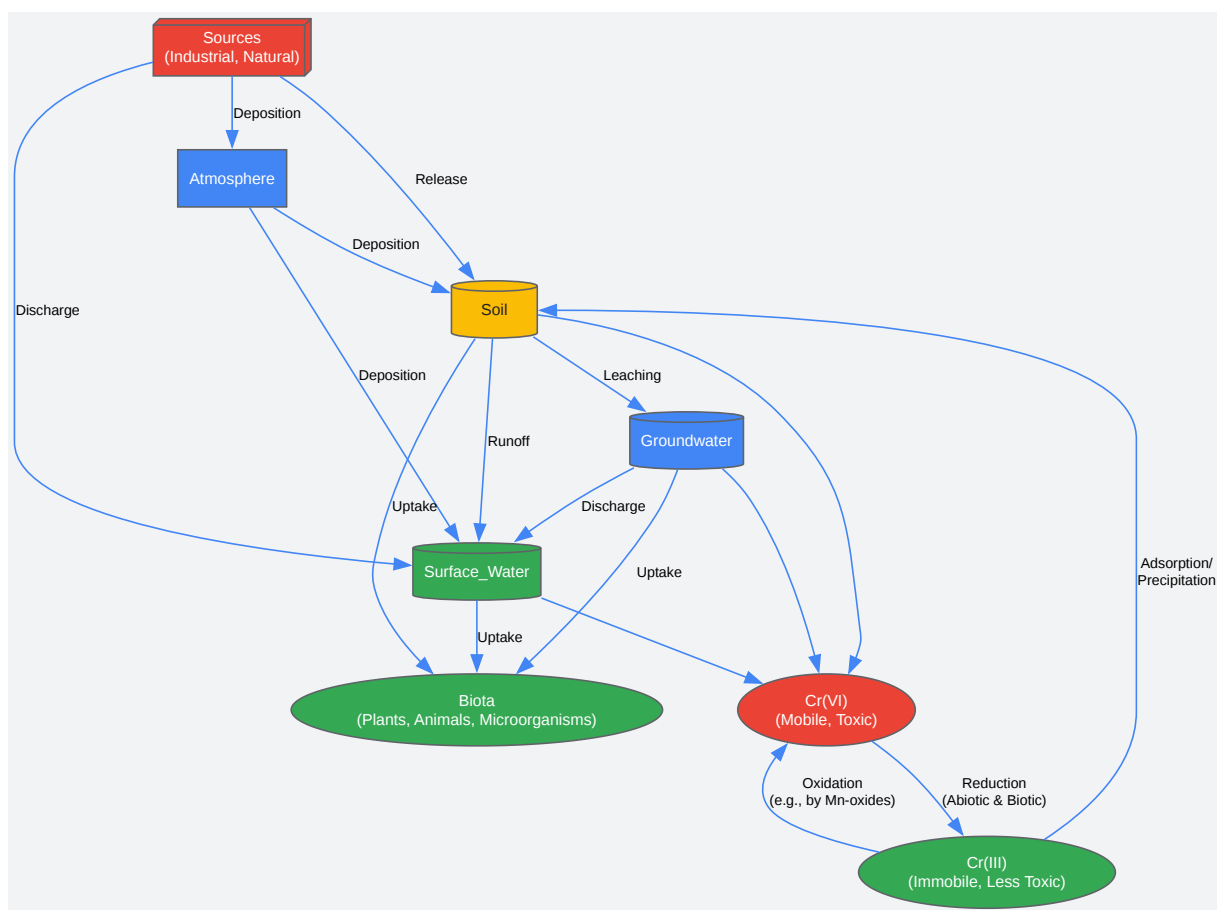 Sources
(Industrial, Natural)
Deposition
Atmosphere
Release
Deposition
Discharge
Soil
Deposition
Leaching
Runoff
Groundwater
Uptake
Discharge
Surface_Water
Uptake
Adsorption/
Precipitation
Uptake
Biota
(Plants, Animals, Microorganisms)
Cr(VI)
(Mobile, Toxic)
Oxidation
(e.g., by Mn-oxides)
Reduction
(Abiotic & Biotic)
Cr(III)
(Immobile, Less Toxic)